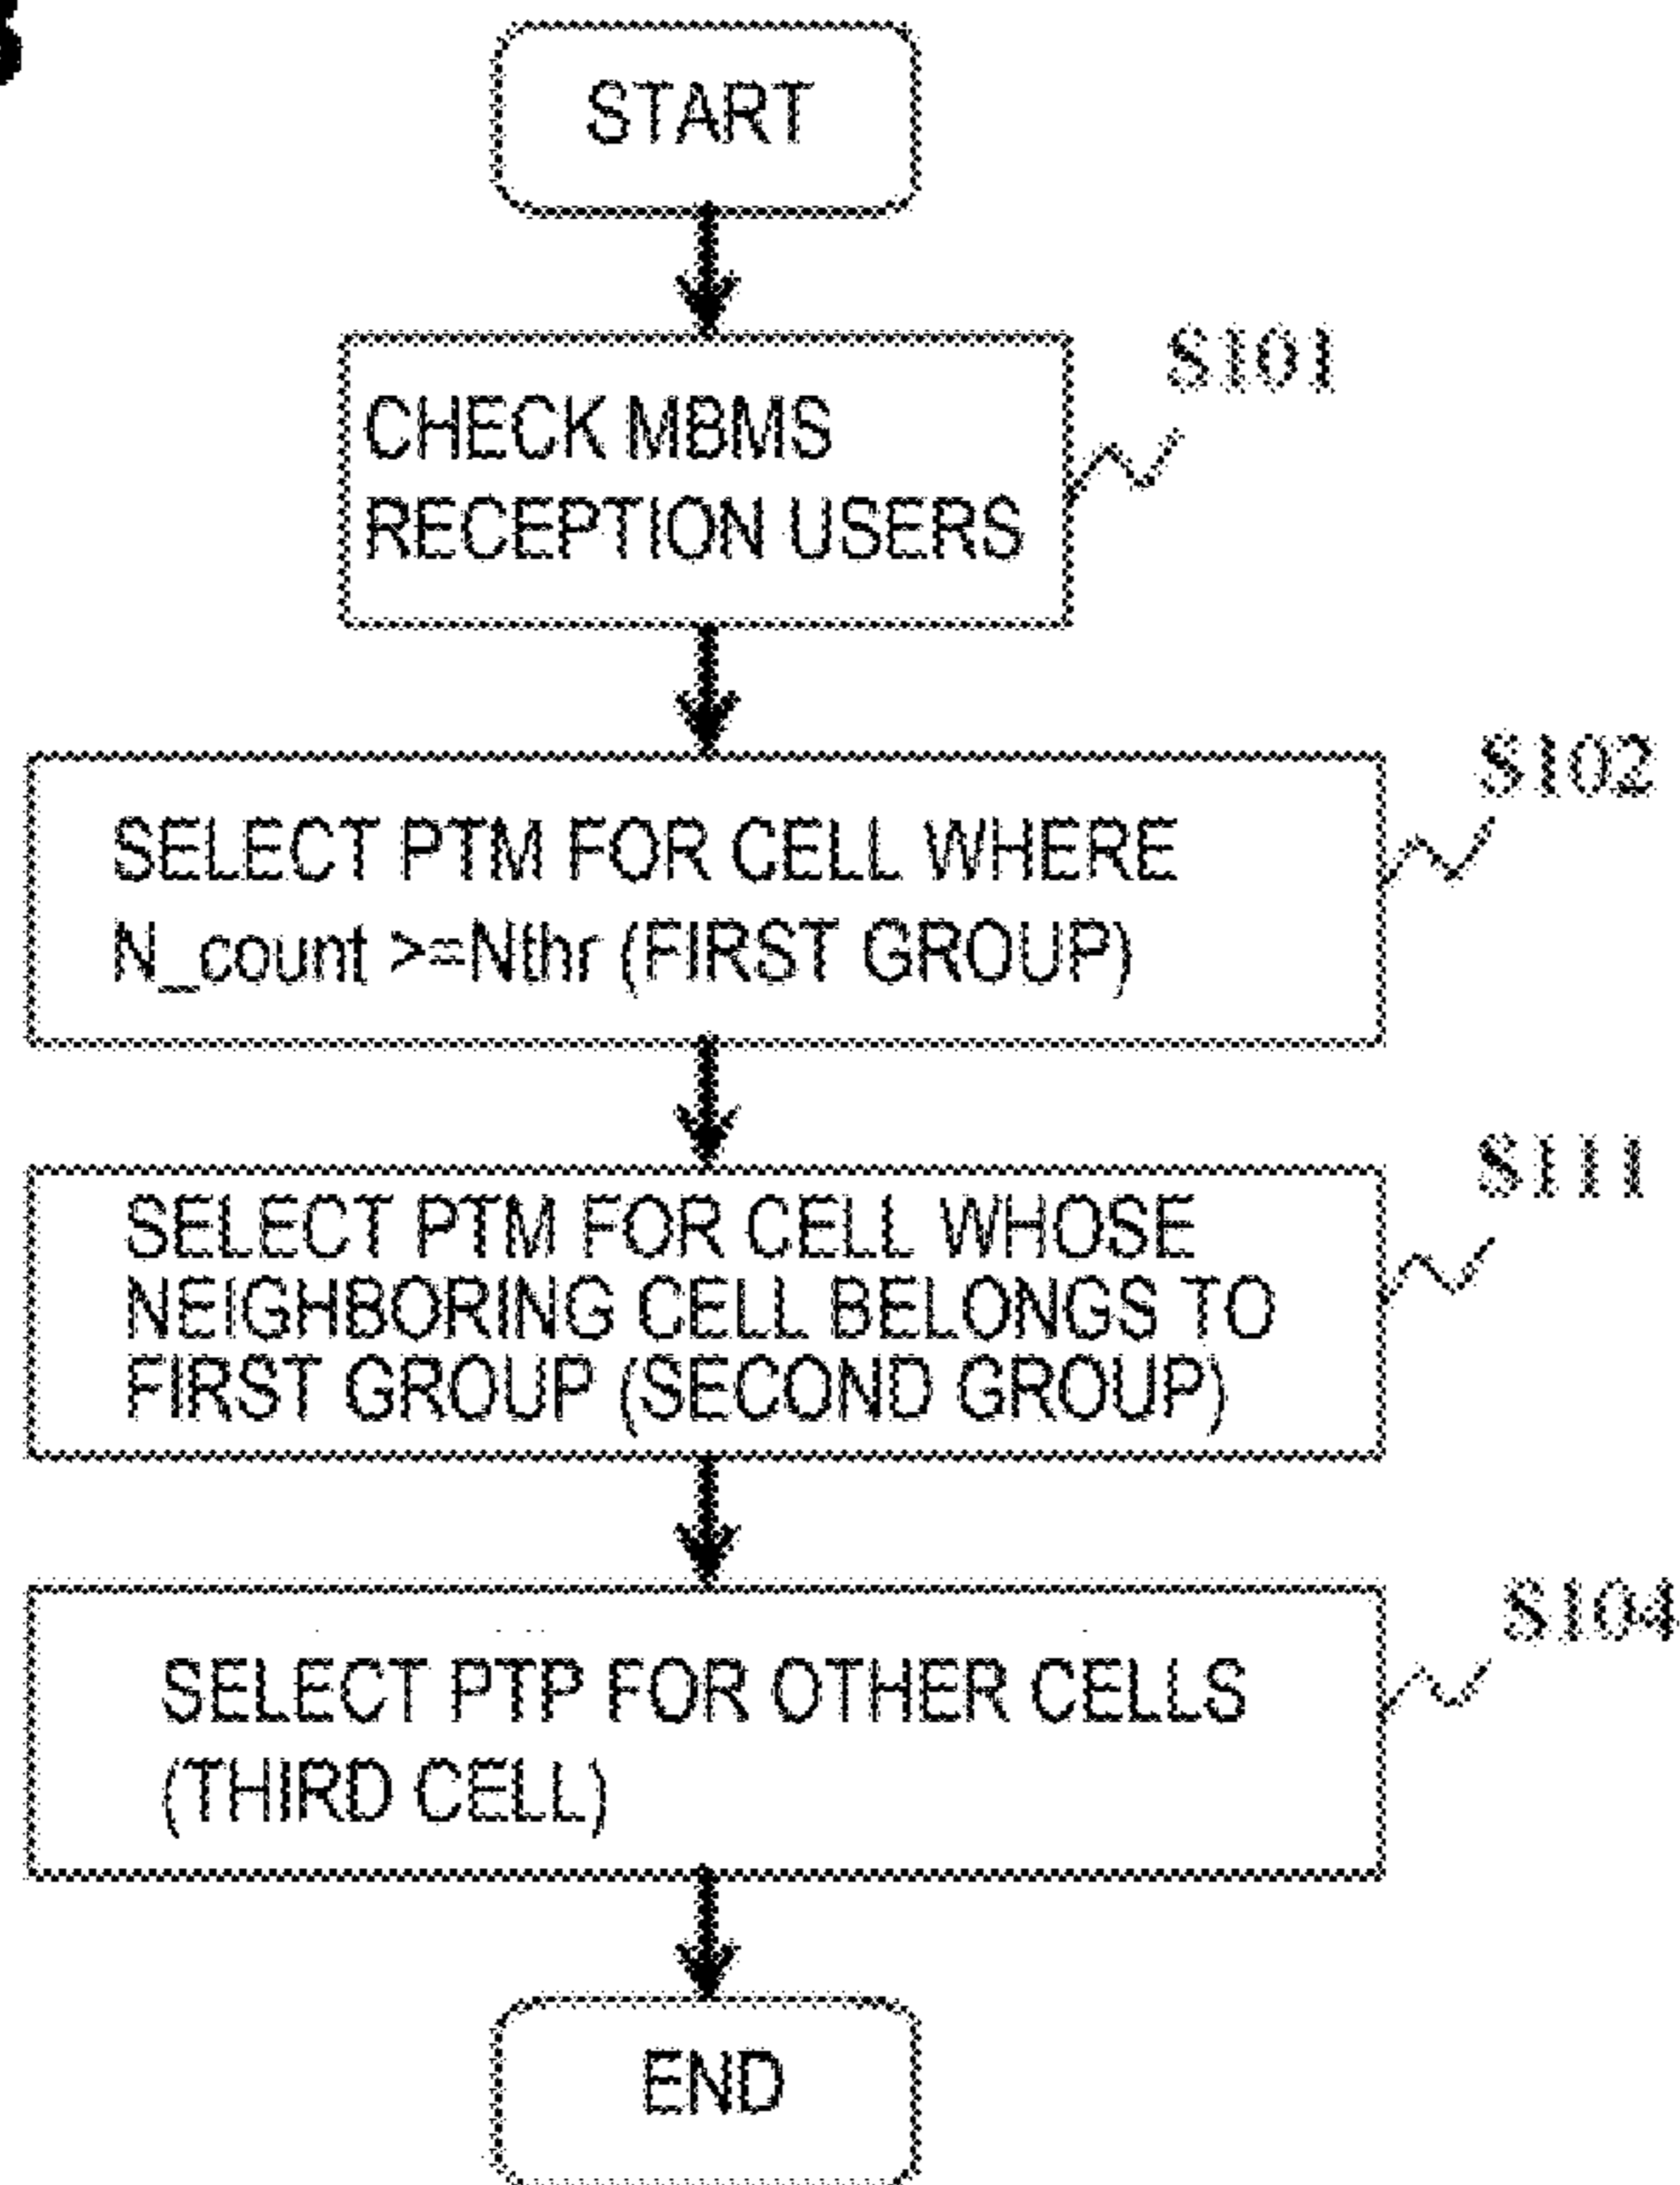 START
CHECK MBMS
RECEPTION USERS
S101
SELECT PTM FOR CELL WHERE
N_count >=Nthr (FIRST GROUP)
S102
SELECT PTM FOR CELL WHOSE
NEIGHBORING CELL BELONGS TO
FIRST GROUP (SECOND GROUP)
S111
SELECT PTP FOR OTHER CELLS
(THIRD CELL)
S104
END